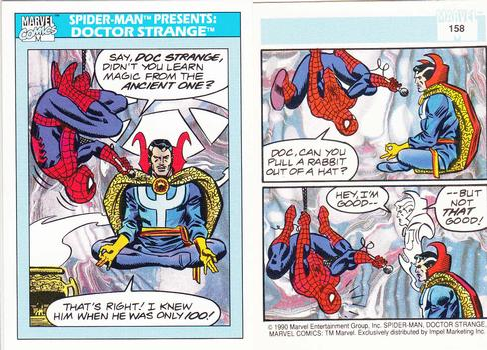 MARVEL
COMICS
M
SPIDER-MAN™ PRESENTS:
DOCTOR STRANGE™
SAY, DOC STRANGE,
DIDN'T YOU LEARN
MAGIC FROM THE
ANCIENT ONE?
THAT'S RIGHT! I KNEW
HIM WHEN HE WAS ONLY 100!
MARVEL
158
DOC, CAN YOU
PULL A RABBIT
OUT OF A HAT?
HEY, I'M
GOOD--
--BUT
NOT
THAT
GOOD!
© 1990 Marvel Entertainment Group, Inc. SPIDER-MAN, DOCTOR STRANGE,
MARVEL COMICS: TM Marvel. Exclusively distributed by Impel Marketing Inc.